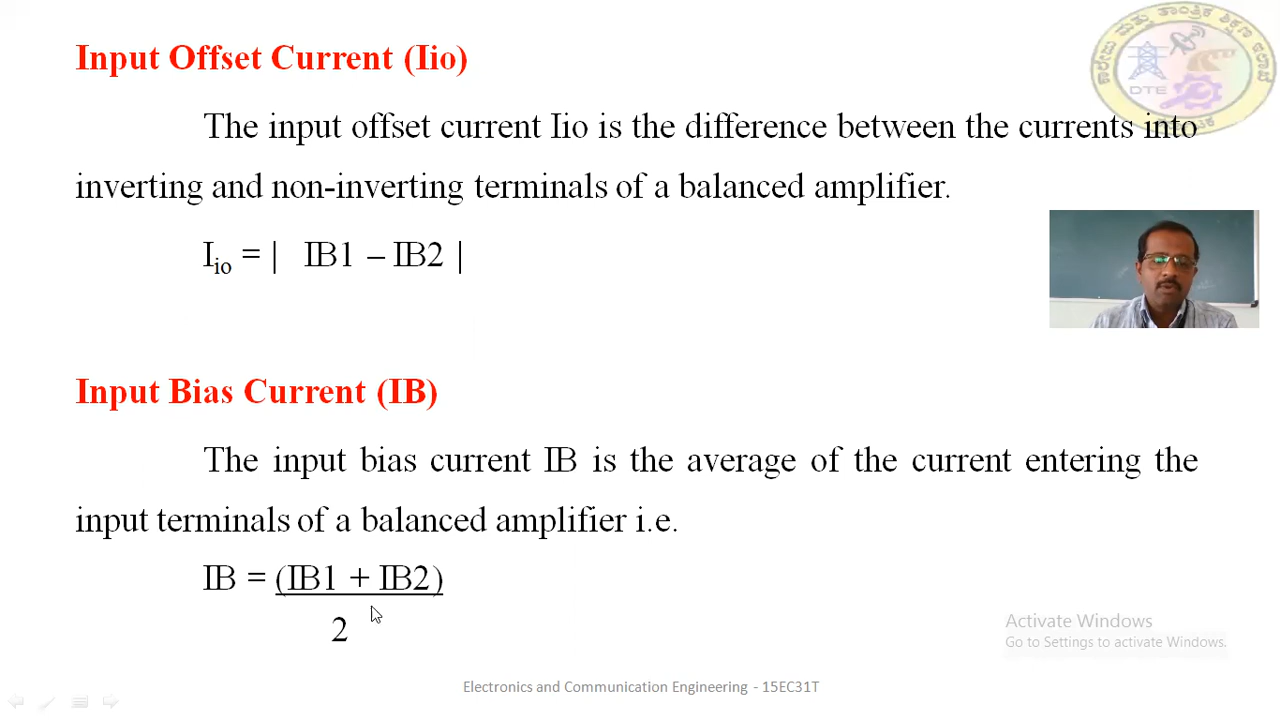 Input Offset Current (Iio)
The input offset current Iio is the difference between the currents into
inverting and non-inverting terminals of a balanced amplifier.
Iio = | IB1 – IB2 |
Input Bias Current (IB)
The input bias current IB is the average of the current entering the
input terminals of a balanced amplifier i.e.
IB = (IB1 + IB2)
2
Activate Windows
Go to Settings to activate Windows.
Electronics and Communication Engineering - 15EC31T
DTE